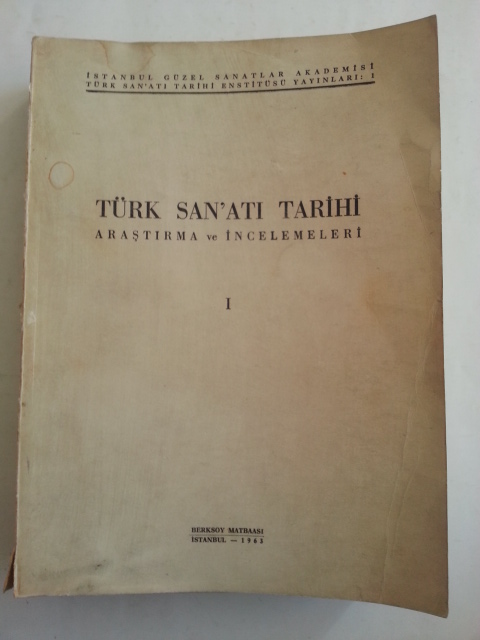 İSTANBUL GÜZEL SANATLAR AKADEMİSİ
TÜRK SAN'ATI TARİHİ ENSTİTÜSÜ YAYINLARI: 1
TÜRK SAN'ATI TARİHİ
ARAŞTIRMA ve İNCELEMELERİ
I
BERKSOY MATBAASI
İSTANBUL — 1963